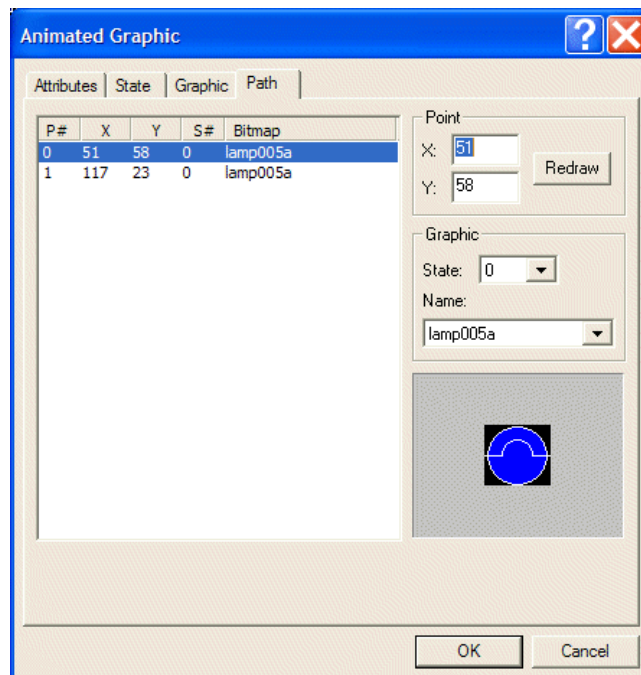 Animated Graphic
Attributes State Graphic Path
P# X Y S# Bitmap
0 51 58 0 lamp005a
1 117 23 0 lamp005a
Point
X: 51
Y: 58
Redraw
Graphic
State: 0
Name:
lamp005a
OK Cancel